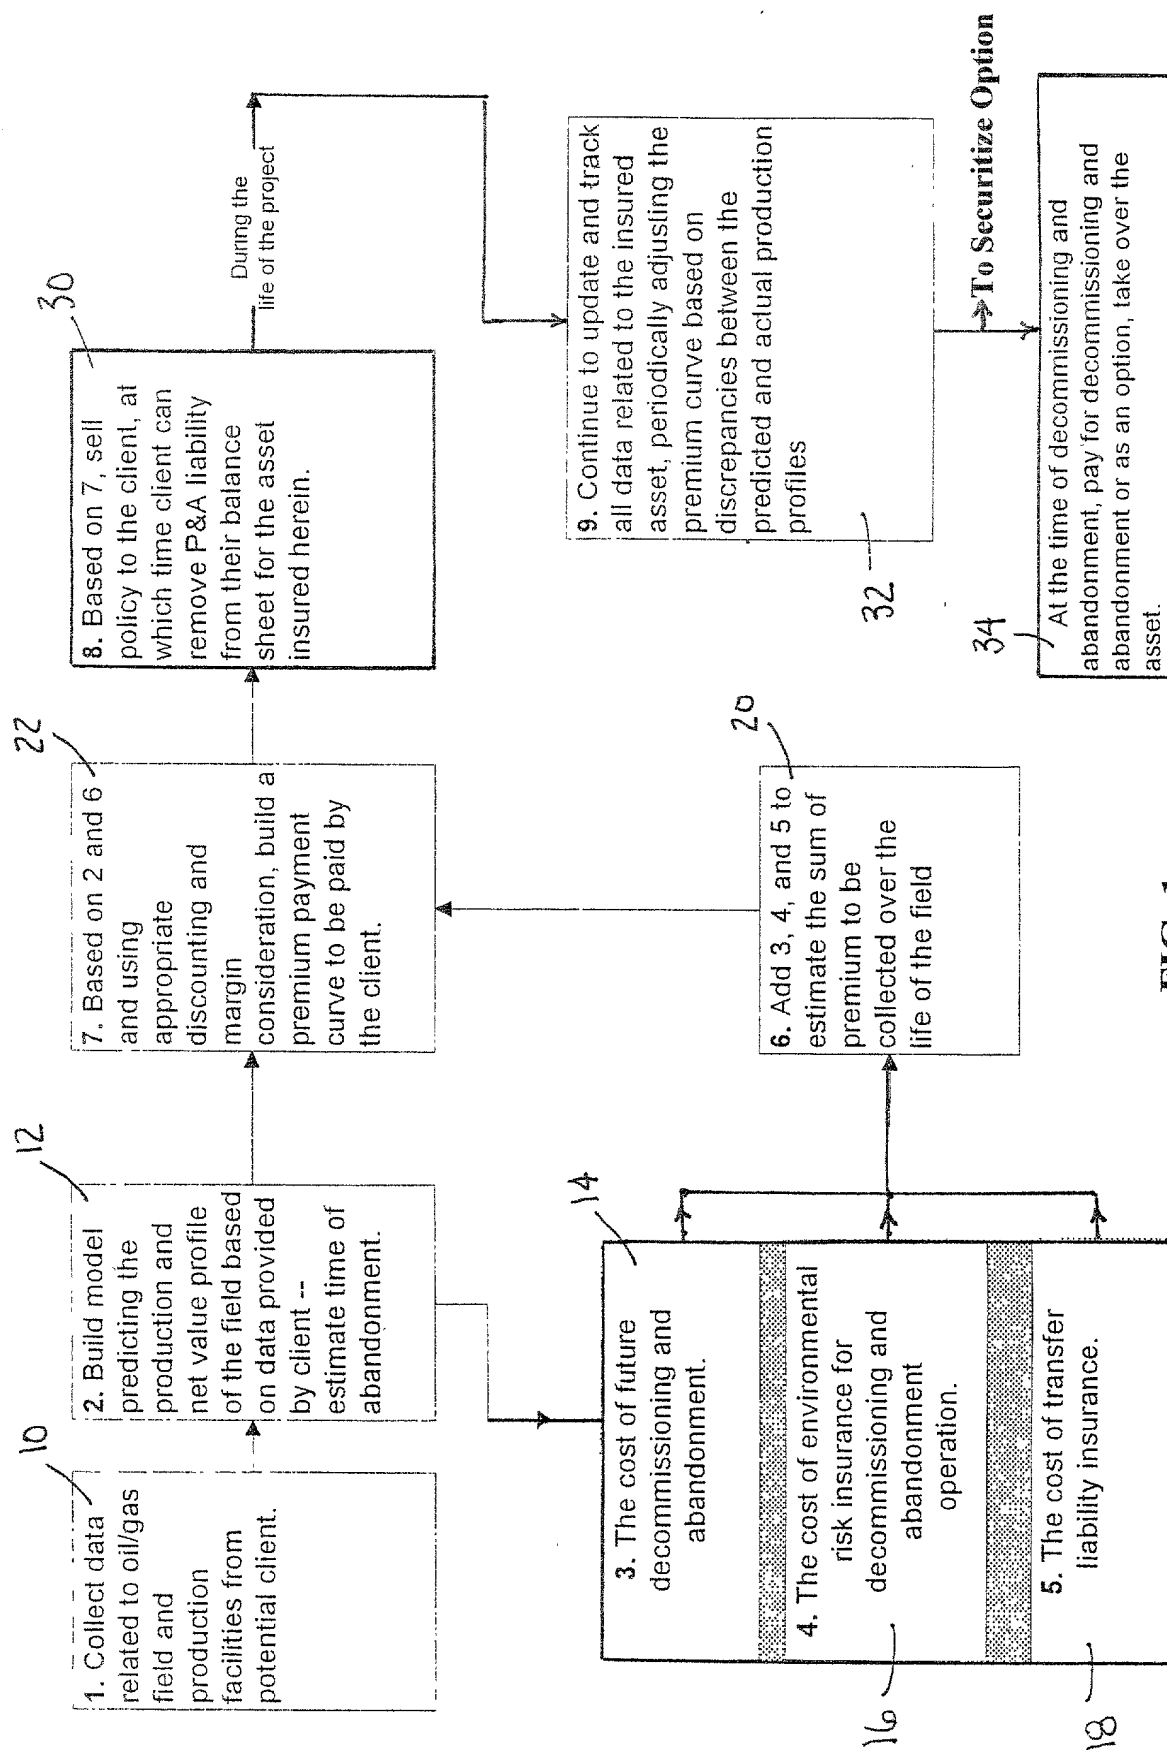 10
1. Collect data
related to oil/gas
field and
production
facilities from
potential client.
12
2. Build model
predicting the
production and
net value profile
of the field based
on data provided
by client --
estimate time of
abandonment.
14
3. The cost of future
decommissioning and
abandonment.
4. The cost of environmental
risk insurance for
decommissioning and
abandonment
operation.
16
5. The cost of transfer
liability insurance.
18
20
6. Add 3, 4, and 5 to
estimate the sum of
premium to be
collected over the
life of the field
22
7. Based on 2 and 6
and using
appropriate
discounting and
margin
consideration, build a
premium payment
curve to be paid by
the client.
30
8. Based on 7, sell
policy to the client, at
which time client can
remove P&A liability
from their balance
sheet for the asset
insured herein.
During the
life of the project
9. Continue to update and track
all data related to the insured
asset, periodically adjusting the
premium curve based on
discrepancies between the
predicted and actual production
profiles
32
To Securitize Option
34
At the time of decommissioning and
abandonment, pay for decommissioning and
abandonment or as an option, take over the
asset.